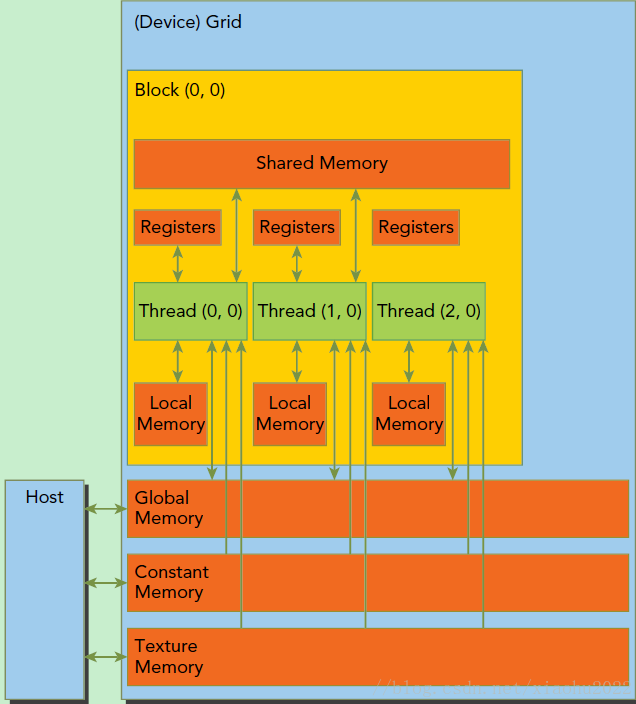 (Device) Grid
Block (0, 0)
Shared Memory
Registers
Registers
Registers
Thread (0, 0)
Thread (1, 0)
Thread (2, 0)
Local
Memory
Local
Memory
Local
Memory
Host
Global
Memory
Constant
Memory
Texture
Memory